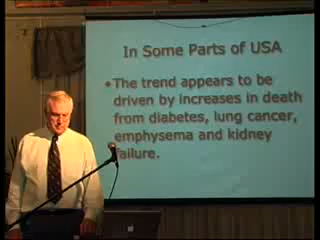 In Some Parts of USA
•The trend appears to be
driven by increases in death
from diabetes, lung cancer,
emphysema and kidney
failure.